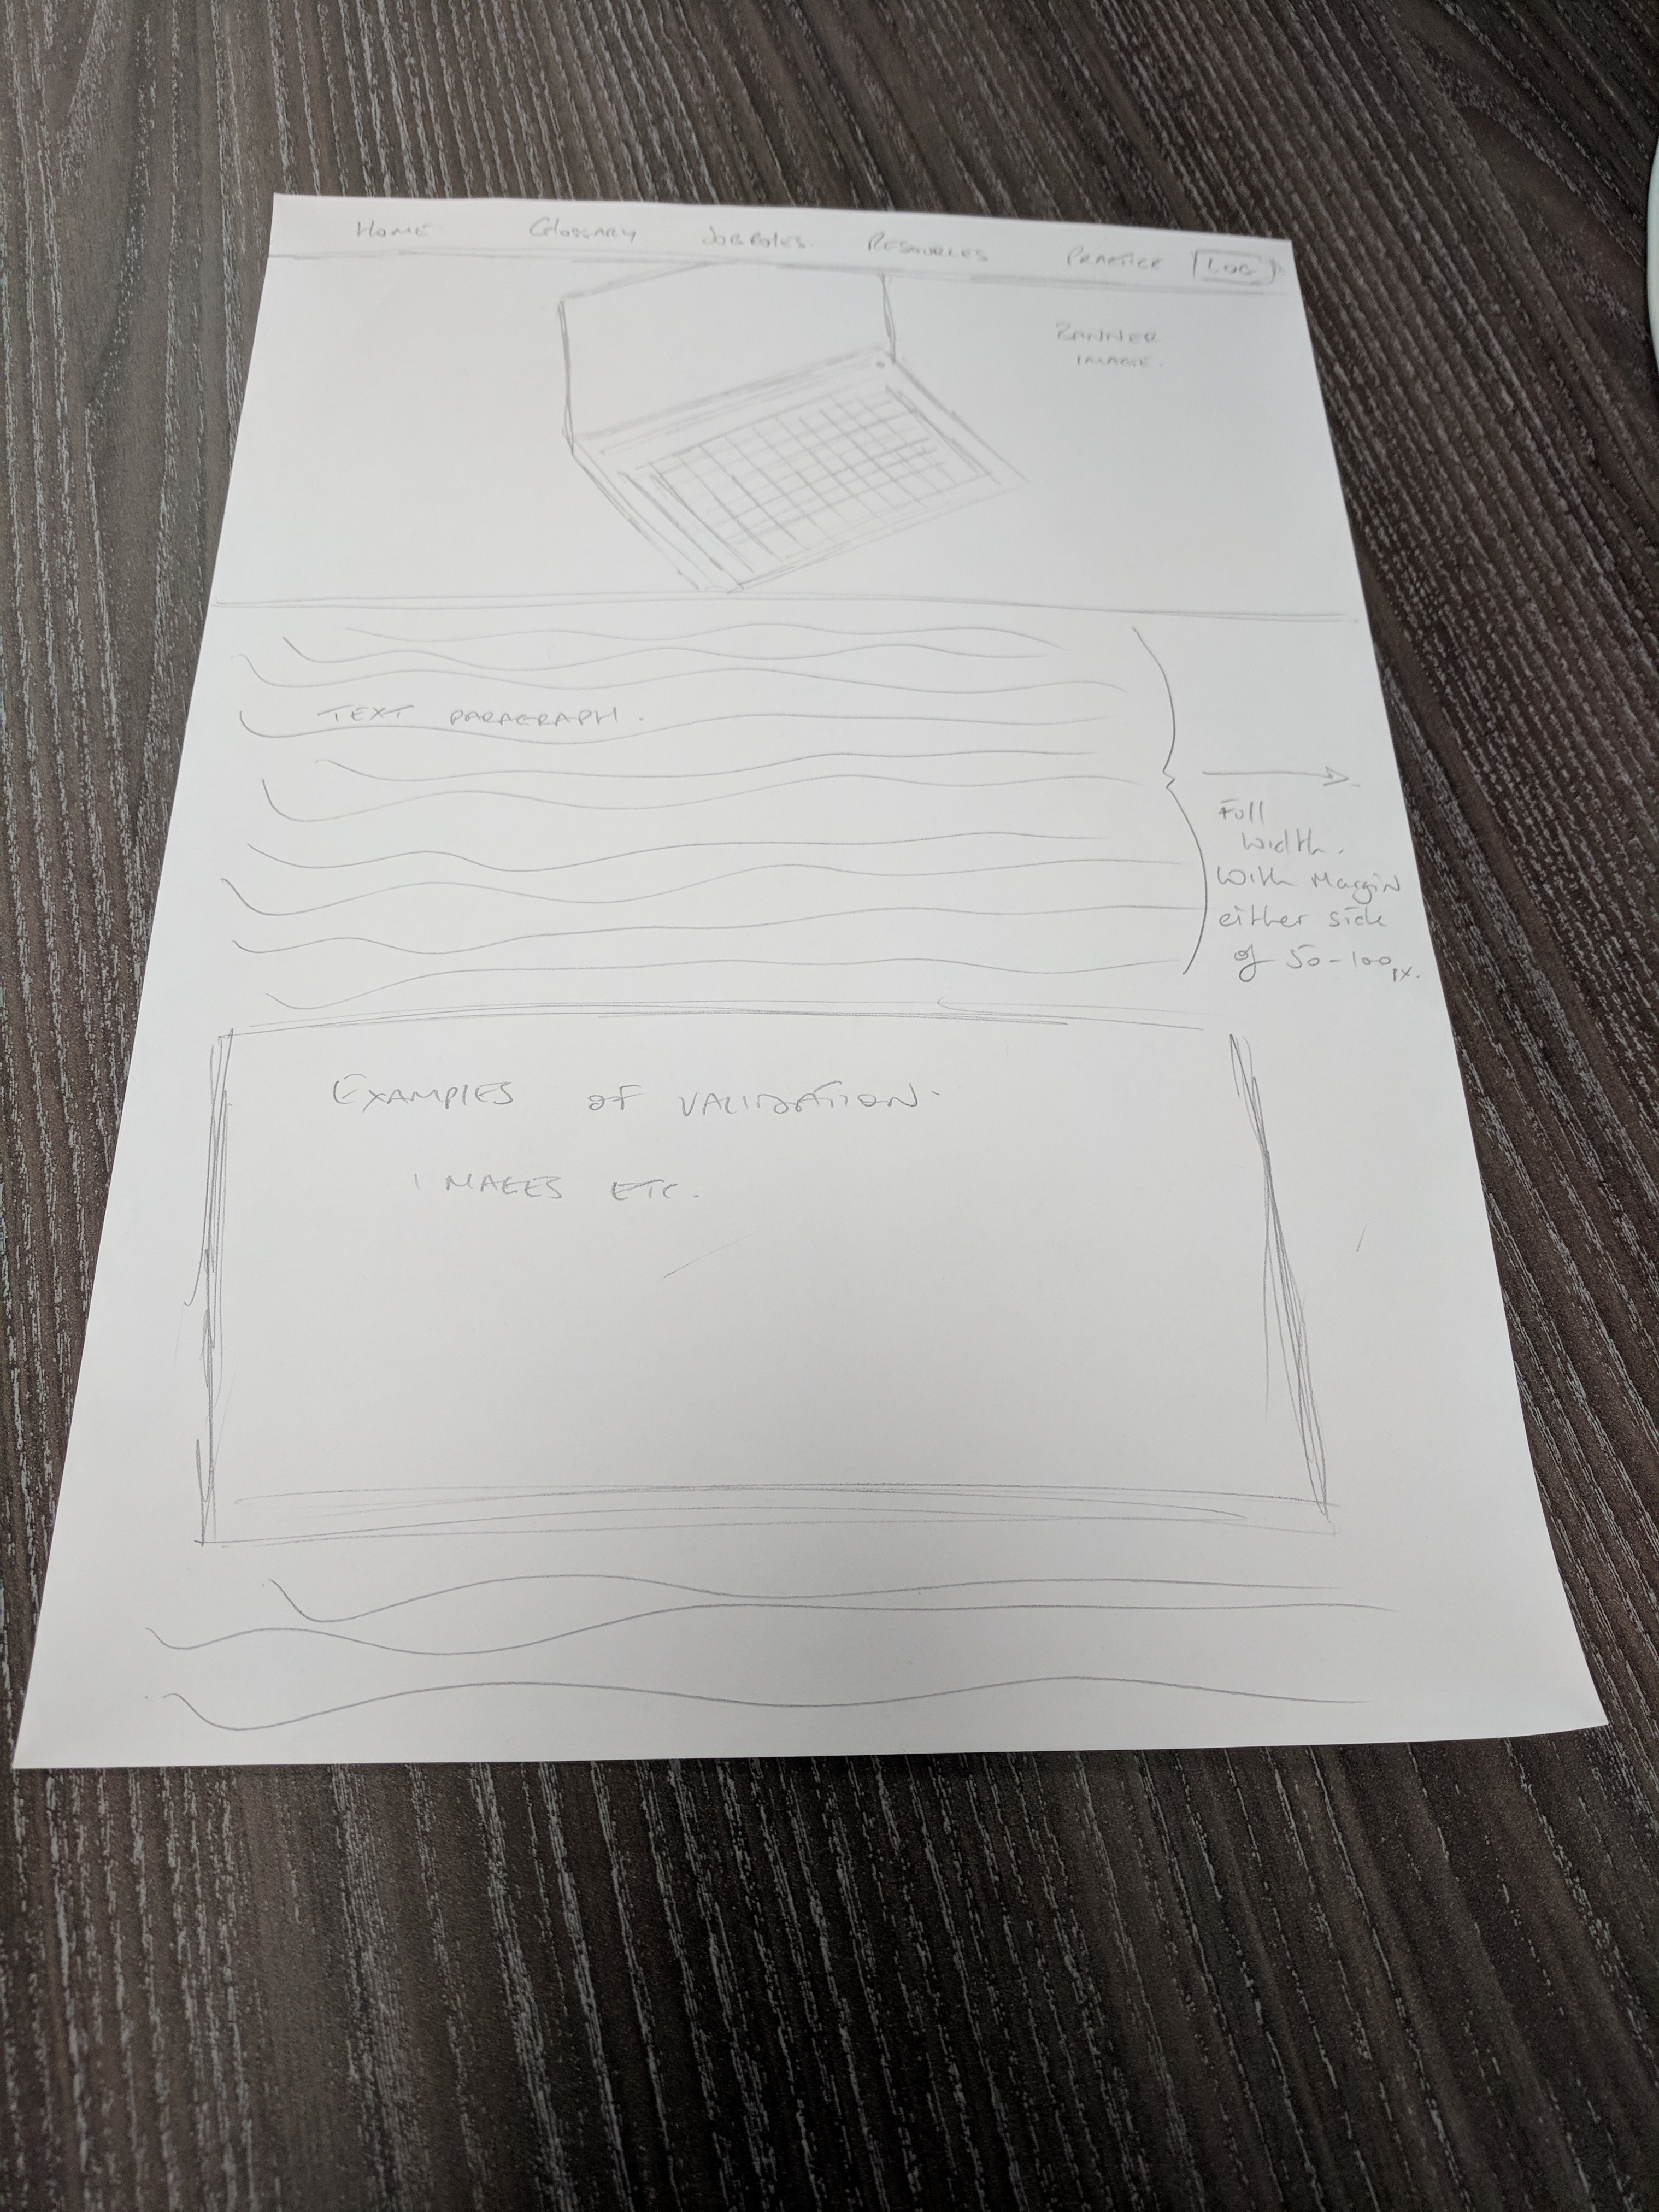 HOME GLOSSARY JOB ROLES. RESOURCES PRACTICE LOG
BANNER
IMAGE.
TEXT PARAGRAPH.
Full
width.
With Margin
either side
of 50-100px.
EXAMPLES OF VALIDATION.
IMAGES ETC.